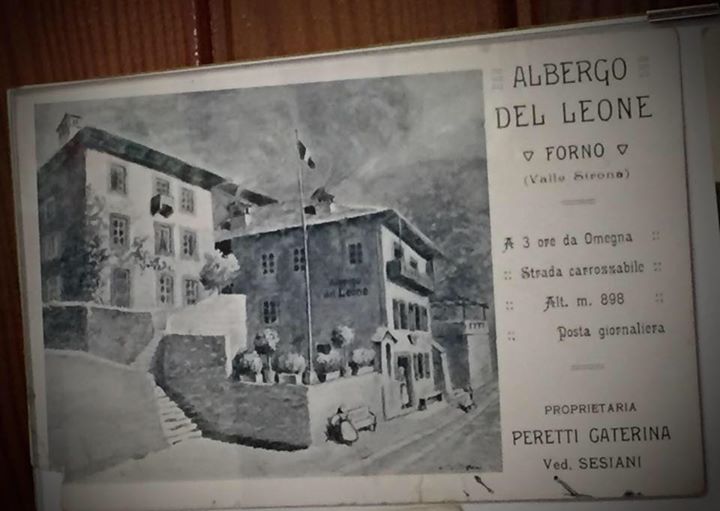 ALBERGO
DEL LEONE
FORNO
(Valle Strona)
A 3 ore da Omegna
Strada carrozzabile
Alt. m. 898
Posta giornaliera
PROPRIETARIA
PERETTI CATERINA
Ved. SESIANI
Albergo
del Leone